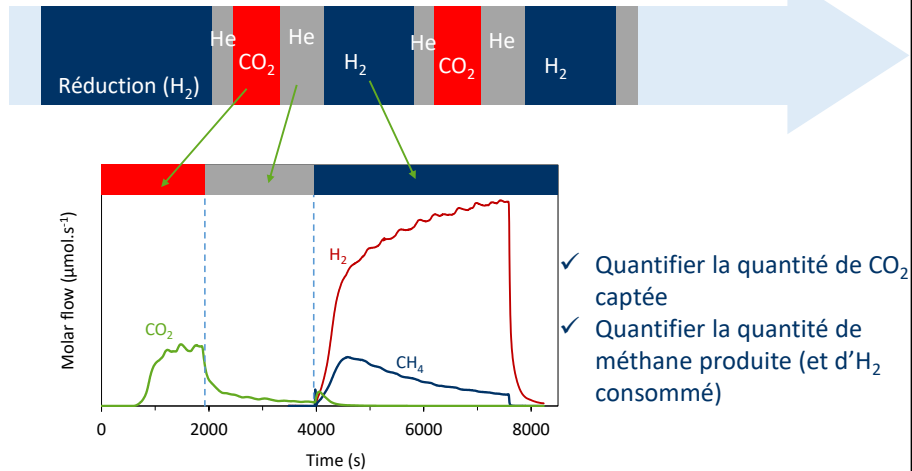 He
He
He
He
CO₂
H₂
CO₂
H₂
Réduction (H₂)
Molar flow (µmol.s⁻¹)
H₂
CO₂
CH₄
0
2000
4000
6000
8000
Time (s)
✓ Quantifier la quantité de CO₂
captée
✓ Quantifier la quantité de
méthane produite (et d'H₂
consommé)